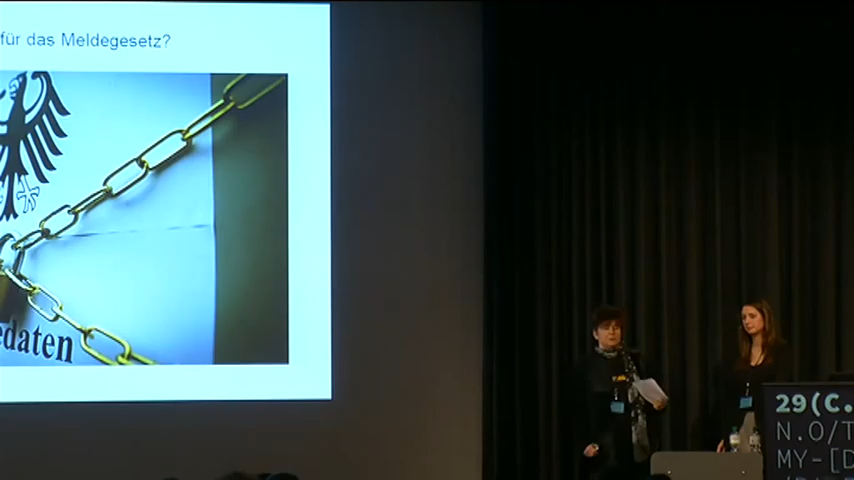 für das Meldegesetz?
edaten
29(C.
N.O/T
MY-[D